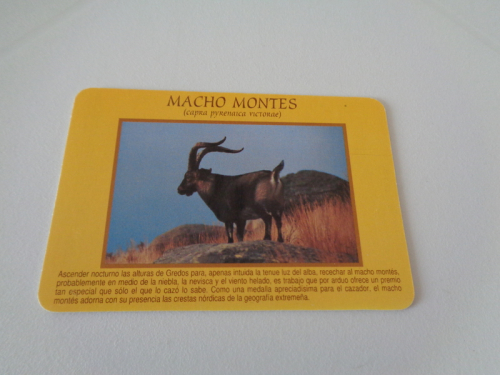 MACHO MONTES
(capra pyrenaica victoriae)
Ascender nocturno las alturas de Gredos para, apenas intuida la tenue luz del alba, recechar al macho montés,
probablemente en medio de la niebla, la nevisca y el viento helado, es trabajo que por arduo ofrece un premio
tan especial que sólo el que lo cazó lo sabe. Como una medalla apreciadísima para el cazador, el macho
montés adorna con su presencia las crestas nórdicas de la geografía extremeña.